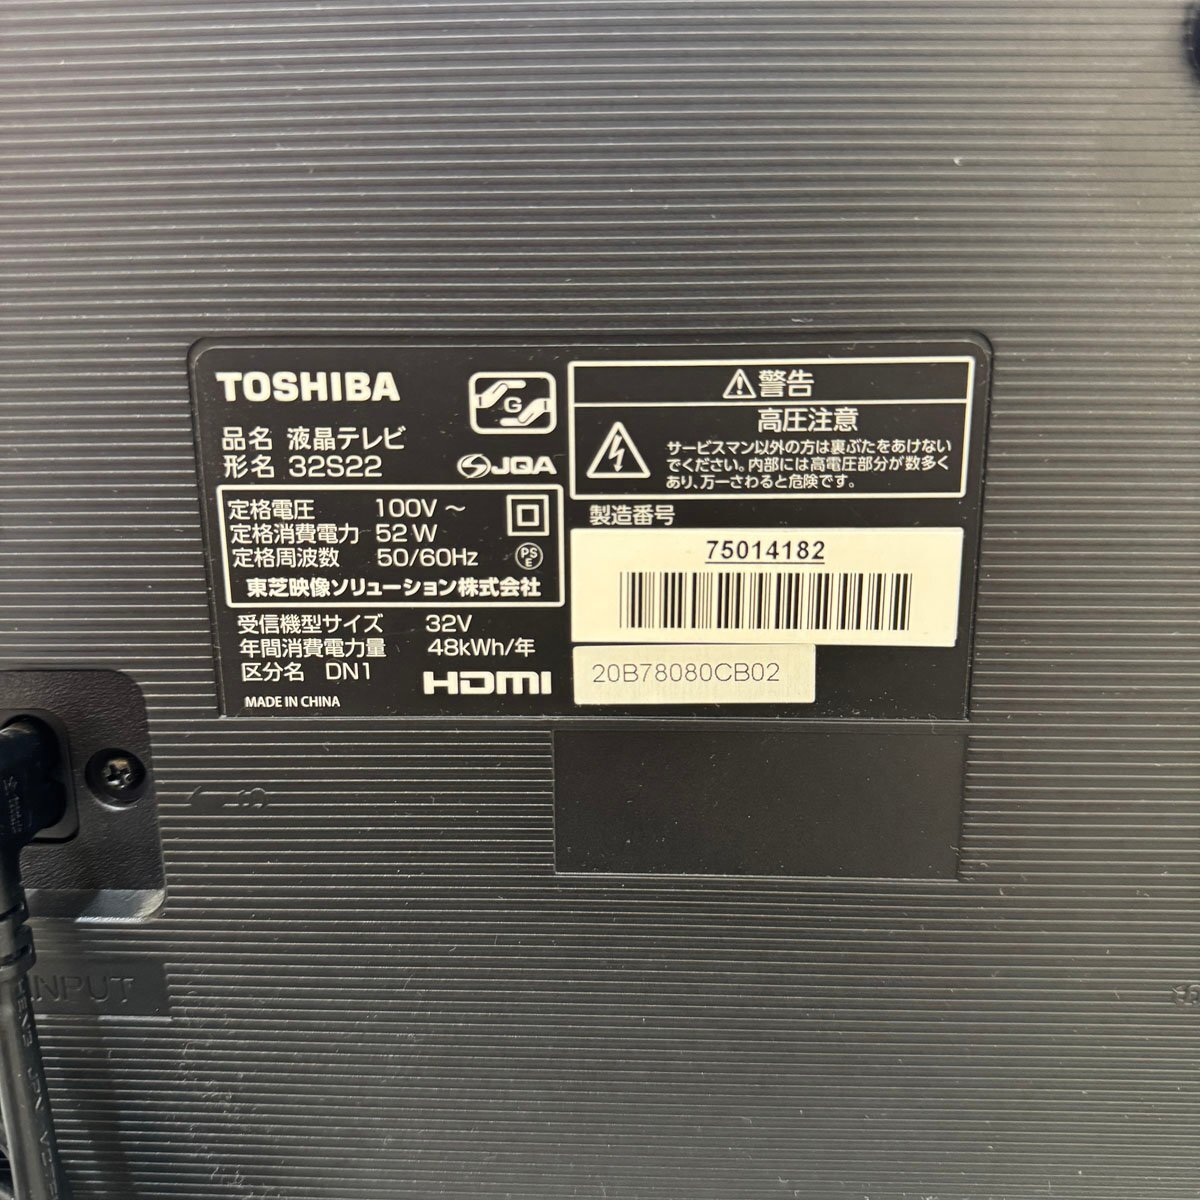 TOSHIBA
品名 液晶テレビ
形名 32S22
G
JQA
定格電圧 100V ～
定格消費電力 52W
定格周波数 50/60Hz
PS
E
東芝映像ソリューション株式会社
受信機型サイズ 32V
年間消費電力量 48kWh/年
区分名 DN1
HDMI
MADE IN CHINA
警告
高圧注意
サービスマン以外の方は裏ぶたをあけない
でください。内部には高電圧部分が数多く
あり、万一さわると危険です。
製造番号
75014182
20B78080CB02
INPUT